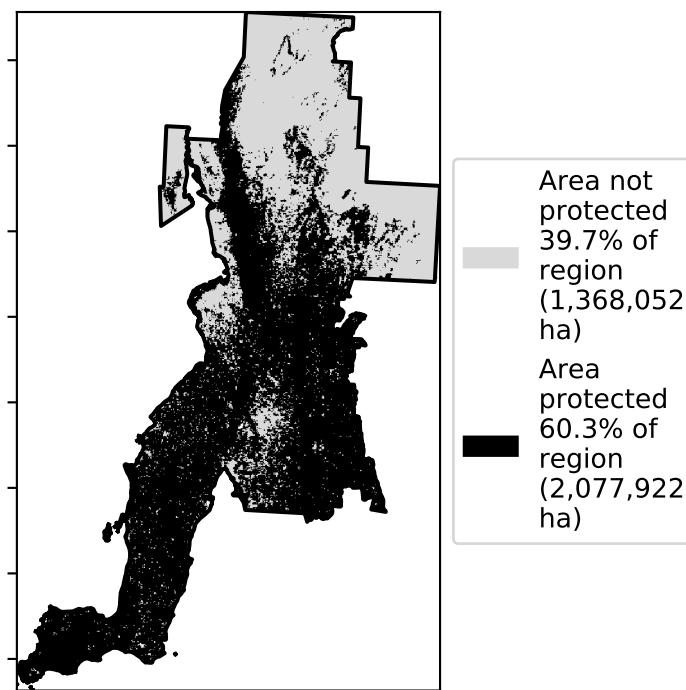 Area not
protected
39.7% of
region
(1,368,052
ha)
Area
protected
60.3% of
region
(2,077,922
ha)